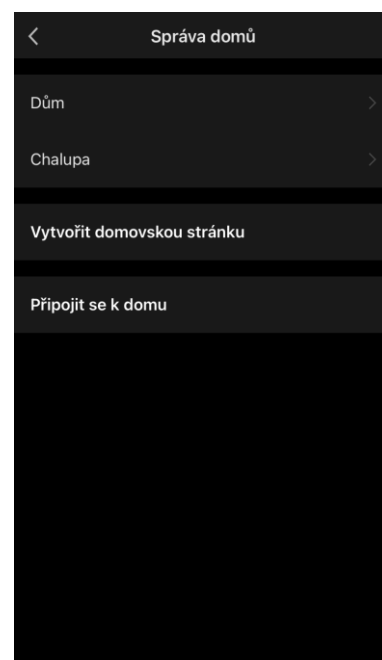 Správa domů
Dům
Chalupa
Vytvořit domovskou stránku
Připojit se k domu